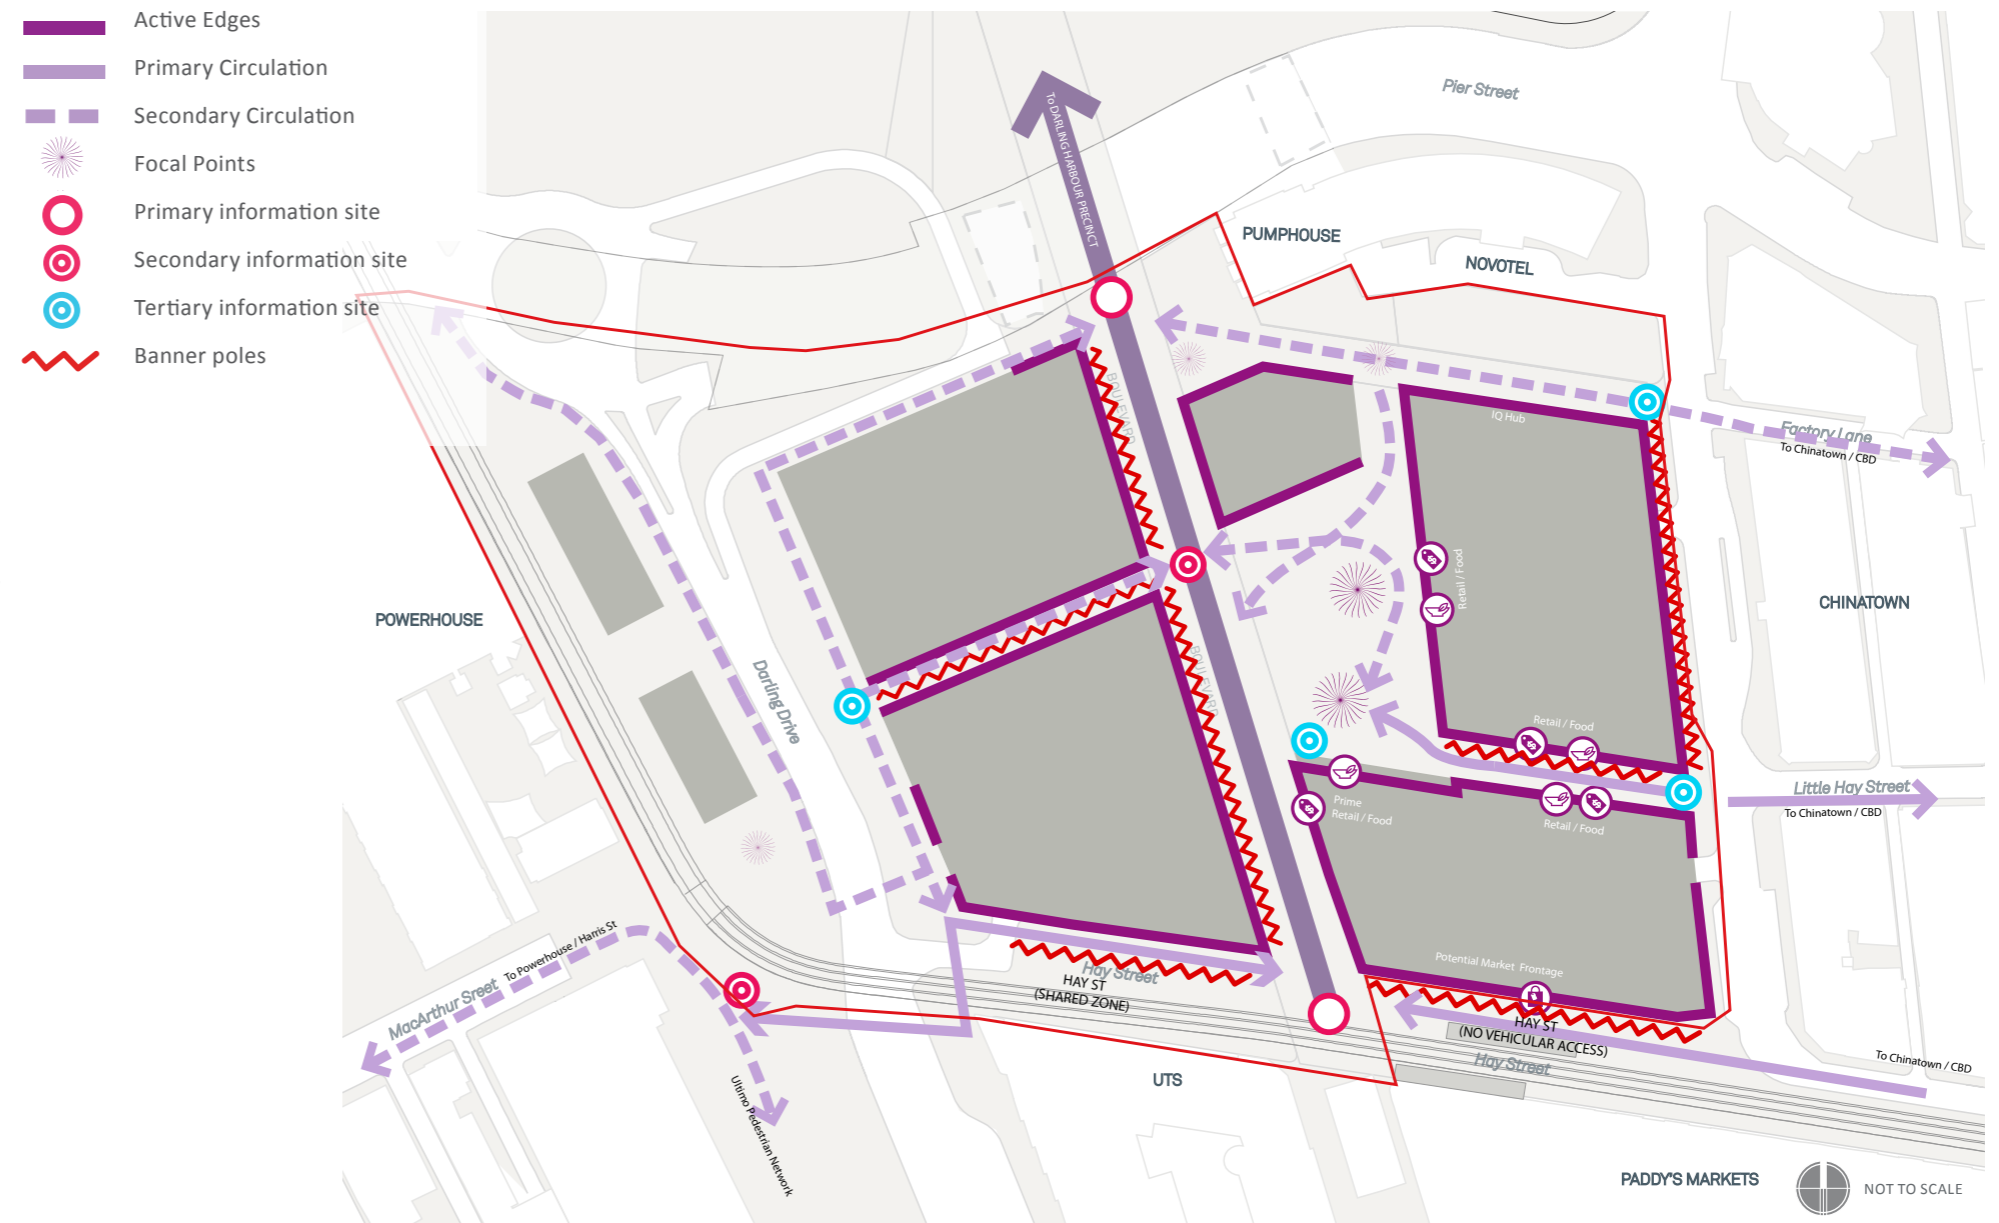 Active Edges
Primary Circulation
Secondary Circulation
Focal Points
Primary information site
Secondary information site
Tertiary information site
Banner poles
Pier Street
To DARLING HARBOUR PRECINCT
PUMPHOUSE
NOVOTEL
BOULEVARD
IQ Hub
Factory Lane
To Chinatown / CBD
Retail / Food
CHINATOWN
POWERHOUSE
Darling Drive
BOULEVARD
Retail / Food
Little Hay Street
To Chinatown / CBD
Prime
Retail / Food
Retail / Food
To Powerhouse / Harris St
MacArthur Sreet
Potential Market Frontage
Hay Street
HAY ST
(SHARED ZONE)
HAY ST
(NO VEHICULAR ACCESS)
Hay Street
To Chinatown / CBD
UTS
Ultimo Pedestrian Network
PADDY'S MARKETS
NOT TO SCALE